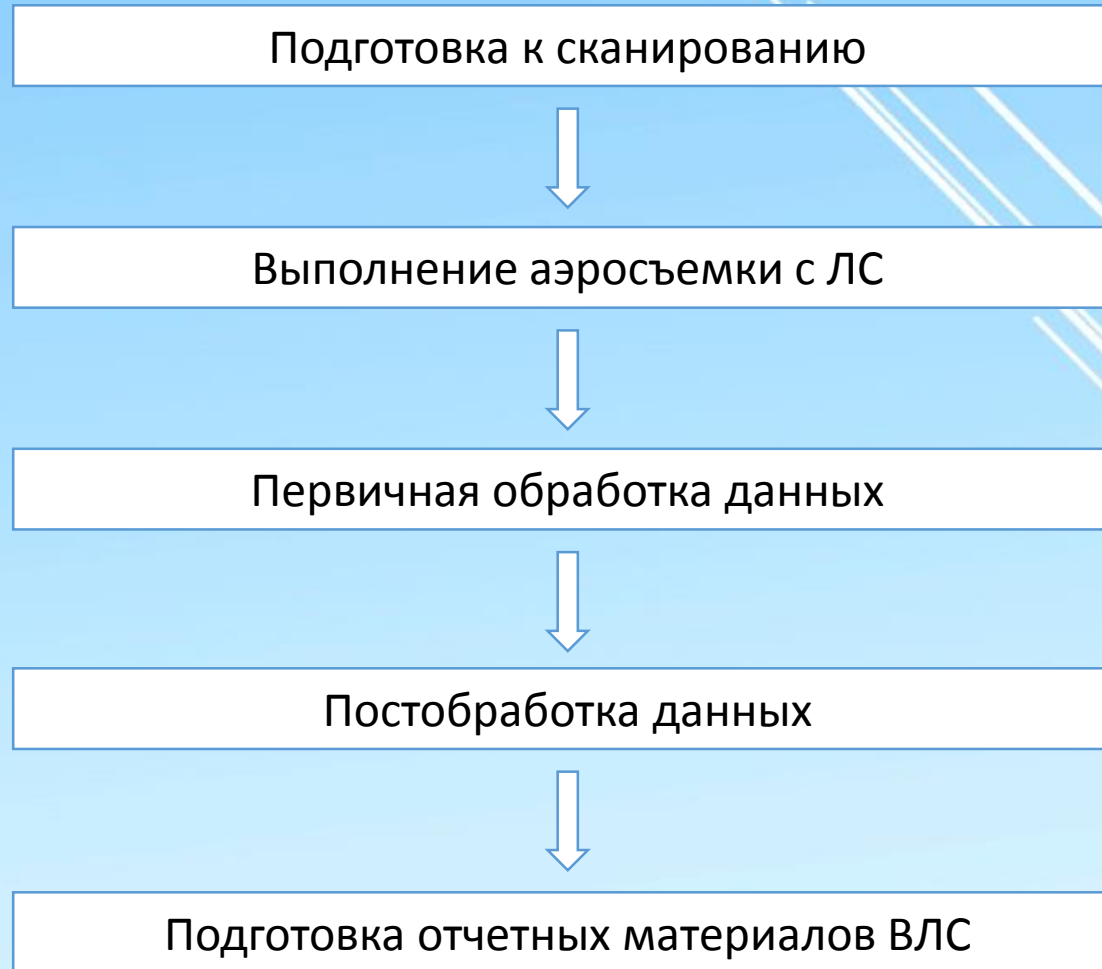 Подготовка к сканированию
Выполнение аэросъемки с ЛС
Первичная обработка данных
Постобработка данных
Подготовка отчетных материалов ВЛС